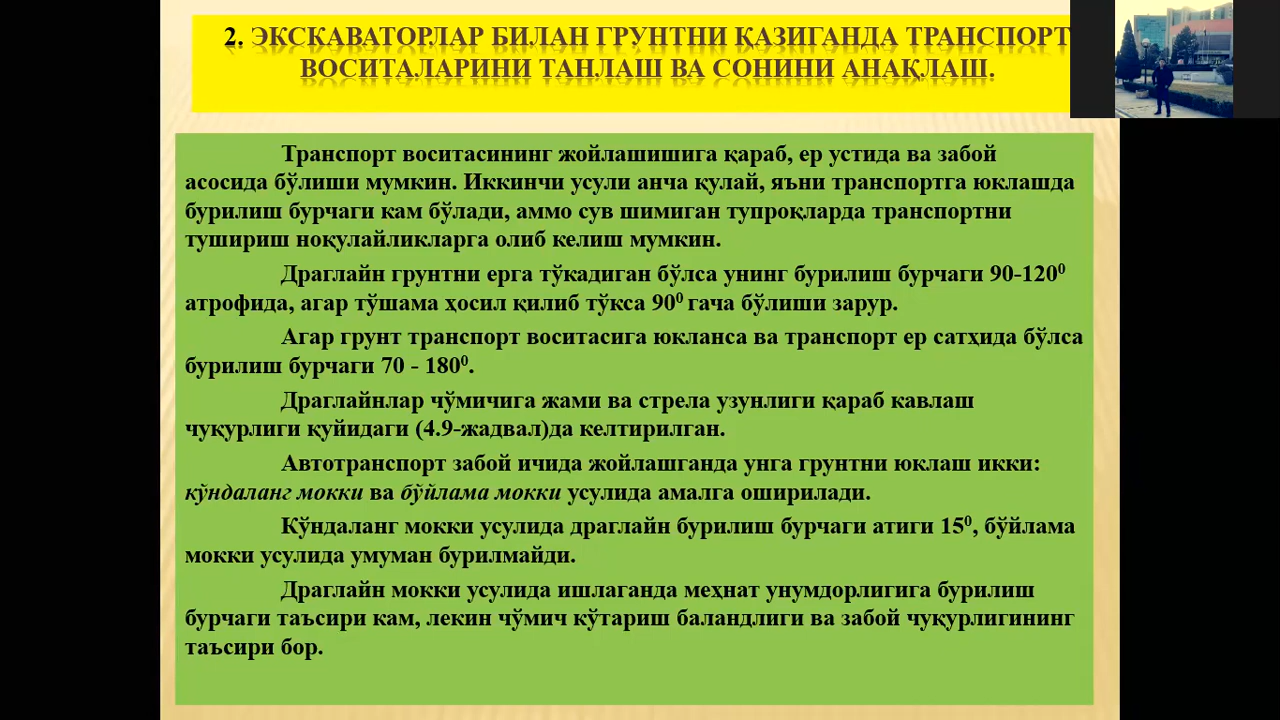 2. ЭКСКАВАТОРЛАР БИЛАН ГРУНТНИ ҚАЗИГАНДА ТРАНСПОРТ
ВОСИТАЛАРИНИ ТАНЛАШ ВА СОНИНИ АНАҚЛАШ.
Транспорт воситасининг жойлашишига қараб, ер устида ва забой
асосида бўлиши мумкин. Иккинчи усули анча қулай, яъни транспортга юклашда
бурилиш бурчаги кам бўлади, аммо сув шимиган тупроқларда транспортни
тушириш ноқулайликларга олиб келиш мумкин.
Драглайн грунтни ерга тўкадиган бўлса унинг бурилиш бурчаги 90-120⁰
атрофида, агар тўшама ҳосил қилиб тўкса 90⁰ гача бўлиши зарур.
Агар грунт транспорт воситасига юкланса ва транспорт ер сатҳида бўлса
бурилиш бурчаги 70 - 180⁰.
Драглайнлар чўмичига жами ва стрела узунлиги қараб кавлаш
чуқурлиги қуйидаги (4.9-жадвал)да келтирилган.
Автотранспорт забой ичида жойлашганда унга грунтни юклаш икки:
кўндаланг мокки ва бўйлама мокки усулида амалга оширилади.
Кўндаланг мокки усулида драглайн бурилиш бурчаги атиги 15⁰, бўйлама
мокки усулида умуман бурилмайди.
Драглайн мокки усулида ишлаганда меҳнат унумдорлигига бурилиш
бурчаги таъсири кам, лекин чўмич кўтариш баландлиги ва забой чуқурлигининг
таъсири бор.